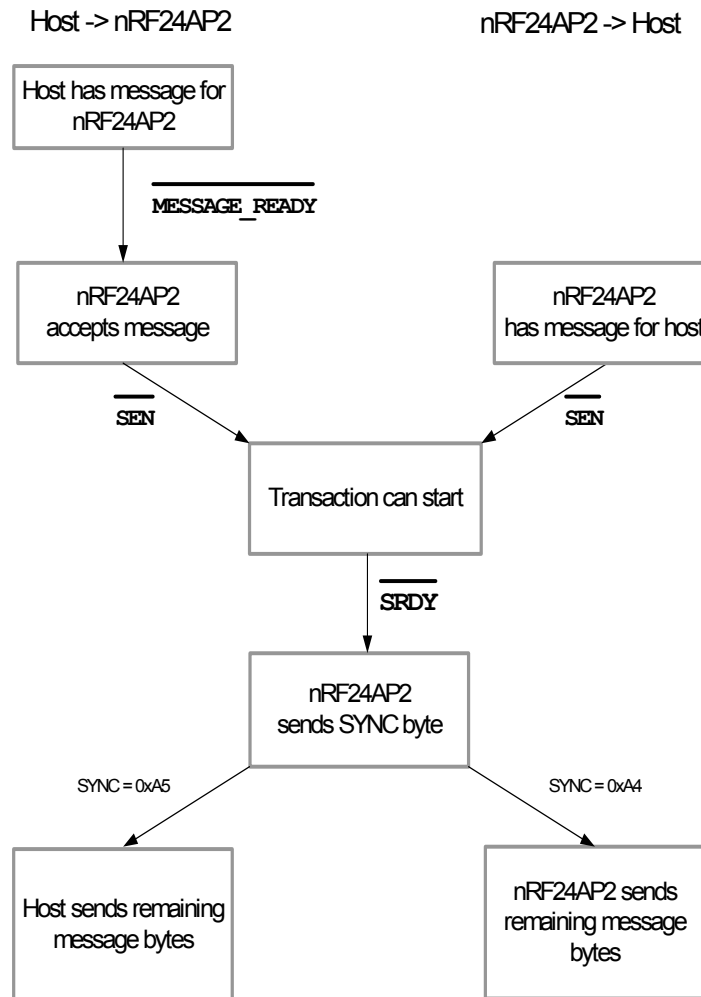 Host -> nRF24AP2
nRF24AP2 -> Host
Host has message for
nRF24AP2
MESSAGE_READY
nRF24AP2
accepts message
nRF24AP2
has message for host
SEN
SEN
Transaction can start
SRDY
nRF24AP2
sends SYNC byte
SYNC = 0xA5
SYNC = 0xA4
Host sends remaining
message bytes
nRF24AP2 sends
remaining message
bytes